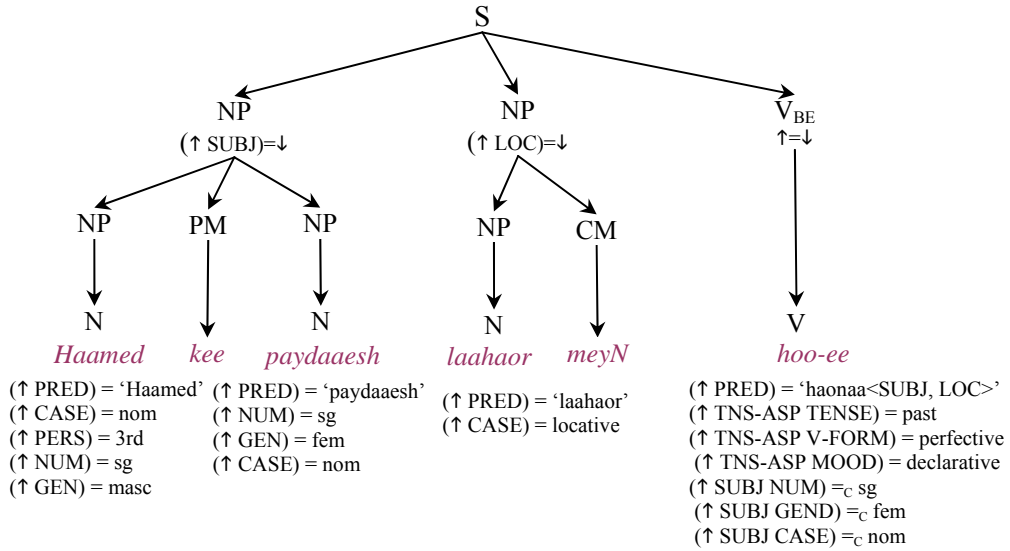 S
NP NP V_BE
(↑ SUBJ)=↓ (↑ LOC)=↓ ↑=↓
NP PM NP NP CM
N N N V
Haamed kee paydaaesh laahaor meyN hoo-ee
(↑ PRED) = ‘Haamed’
(↑ CASE) = nom
(↑ PERS) = 3rd
(↑ NUM) = sg
(↑ GEN) = masc
(↑ PRED) = ‘paydaaesh’
(↑ NUM) = sg
(↑ GEN) = fem
(↑ CASE) = nom
(↑ PRED) = ‘laahaor’
(↑ CASE) = locative
(↑ PRED) = ‘haonaa<SUBJ, LOC>’
(↑ TNS-ASP TENSE) = past
(↑ TNS-ASP V-FORM) = perfective
(↑ TNS-ASP MOOD) = declarative
(↑ SUBJ NUM) =C sg
(↑ SUBJ GEND) =C fem
(↑ SUBJ CASE) =C nom